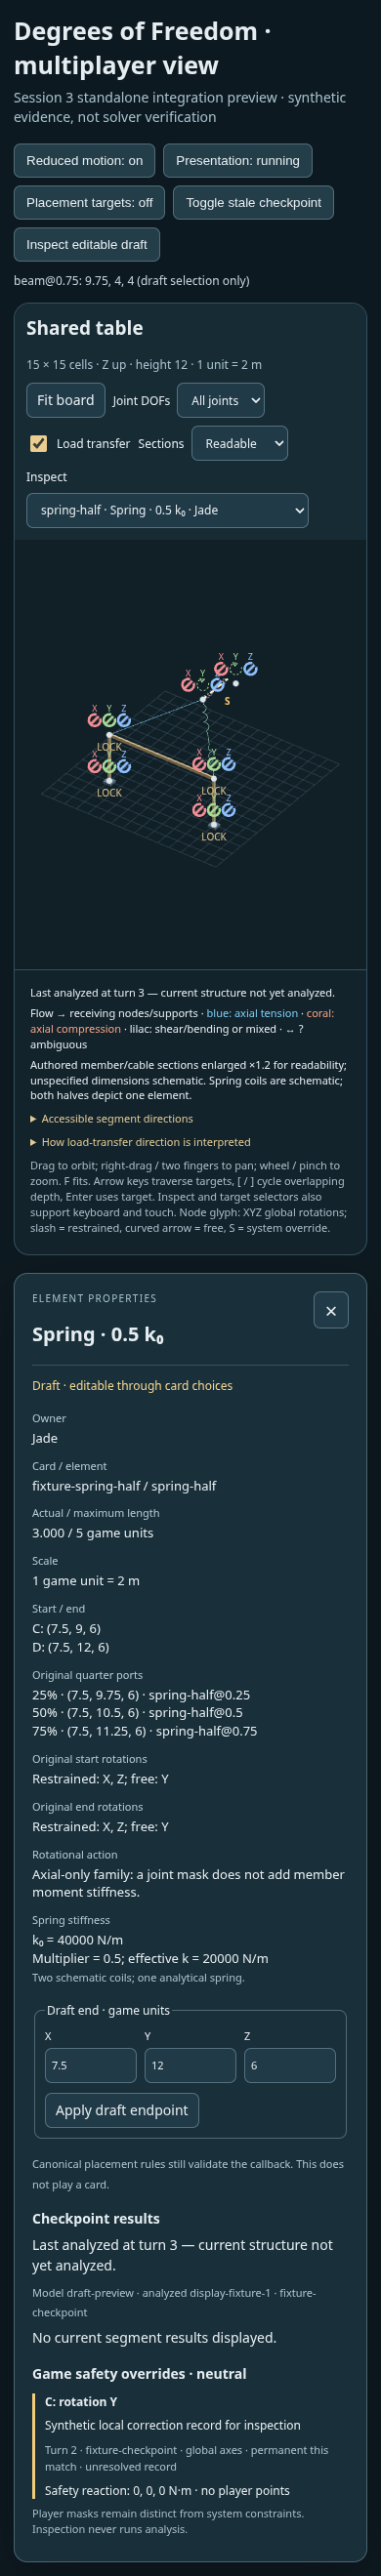 Degrees of Freedom ·
multiplayer view
Session 3 standalone integration preview · synthetic
evidence, not solver verification
Reduced motion: on
Presentation: running
Placement targets: off
Toggle stale checkpoint
Inspect editable draft
beam@0.75: 9.75, 4, 4 (draft selection only)
Shared table
15 × 15 cells · Z up · height 12 · 1 unit = 2 m
Fit board
Joint DOFs
All joints
Load transfer
Sections
Readable
Inspect
spring-half · Spring · 0.5 k₀ · Jade
X Y Z
X Y Z
S
X Y Z
LOCK
X Z
LOCK
X Y Z
LOCK
X Z
LOCK
Last analyzed at turn 3 — current structure not yet analyzed.
Flow → receiving nodes/supports · blue: axial tension · coral:
axial compression · lilac: shear/bending or mixed · ↔ ?
ambiguous
Authored member/cable sections enlarged ×1.2 for readability;
unspecified dimensions schematic. Spring coils are schematic;
both halves depict one element.
▶ Accessible segment directions
▶ How load-transfer direction is interpreted
Drag to orbit; right-drag / two fingers to pan; wheel / pinch to
zoom. F fits. Arrow keys traverse targets, [ / ] cycle overlapping
depth, Enter uses target. Inspect and target selectors also
support keyboard and touch. Node glyph: XYZ global rotations;
slash = restrained, curved arrow = free, S = system override.
ELEMENT PROPERTIES
×
Spring · 0.5 k₀
Draft · editable through card choices
Owner
Jade
Card / element
fixture-spring-half / spring-half
Actual / maximum length
3.000 / 5 game units
Scale
1 game unit = 2 m
Start / end
C: (7.5, 9, 6)
D: (7.5, 12, 6)
Original quarter ports
25% · (7.5, 9.75, 6) · spring-half@0.25
50% · (7.5, 10.5, 6) · spring-half@0.5
75% · (7.5, 11.25, 6) · spring-half@0.75
Original start rotations
Restrained: X, Z; free: Y
Original end rotations
Restrained: X, Z; free: Y
Rotational action
Axial-only family: a joint mask does not add member
moment stiffness.
Spring stiffness
k₀ = 40000 N/m
Multiplier = 0.5; effective k = 20000 N/m
Two schematic coils; one analytical spring.
Draft end · game units
X Y Z
7.5 12 6
Apply draft endpoint
Canonical placement rules still validate the callback. This does
not play a card.
Checkpoint results
Last analyzed at turn 3 — current structure not
yet analyzed.
Model draft-preview · analyzed display-fixture-1 · fixture-
checkpoint
No current segment results displayed.
Game safety overrides · neutral
C: rotation Y
Synthetic local correction record for inspection
Turn 2 · fixture-checkpoint · global axes · permanent this
match · unresolved record
Safety reaction: 0, 0, 0 N·m · no player points
Player masks remain distinct from system constraints.
Inspection never runs analysis.